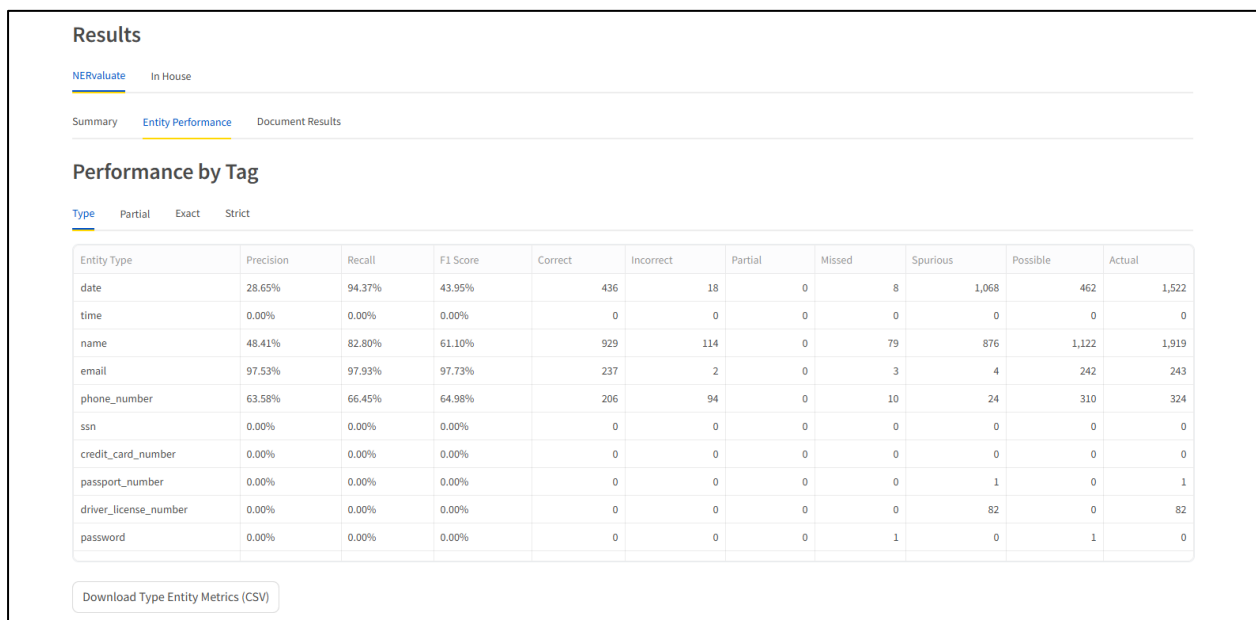 Results
NERvaluate In House
Summary Entity Performance Document Results
Performance by Tag
Type Partial Exact Strict
Entity Type Precision Recall F1 Score Correct Incorrect Partial Missed Spurious Possible Actual
date 28.65% 94.37% 43.95% 436 18 0 8 1,068 462 1,522
time 0.00% 0.00% 0.00% 0 0 0 0 0 0 0
name 48.41% 82.80% 61.10% 929 114 0 79 876 1,122 1,919
email 97.53% 97.93% 97.73% 237 2 0 3 4 242 243
phone_number 63.58% 66.45% 64.98% 206 94 0 10 24 310 324
ssn 0.00% 0.00% 0.00% 0 0 0 0 0 0 0
credit_card_number 0.00% 0.00% 0.00% 0 0 0 0 0 0 0
passport_number 0.00% 0.00% 0.00% 0 0 0 0 1 0 1
driver_license_number 0.00% 0.00% 0.00% 0 0 0 0 82 0 82
password 0.00% 0.00% 0.00% 0 0 0 1 0 1 0
Download Type Entity Metrics (CSV)